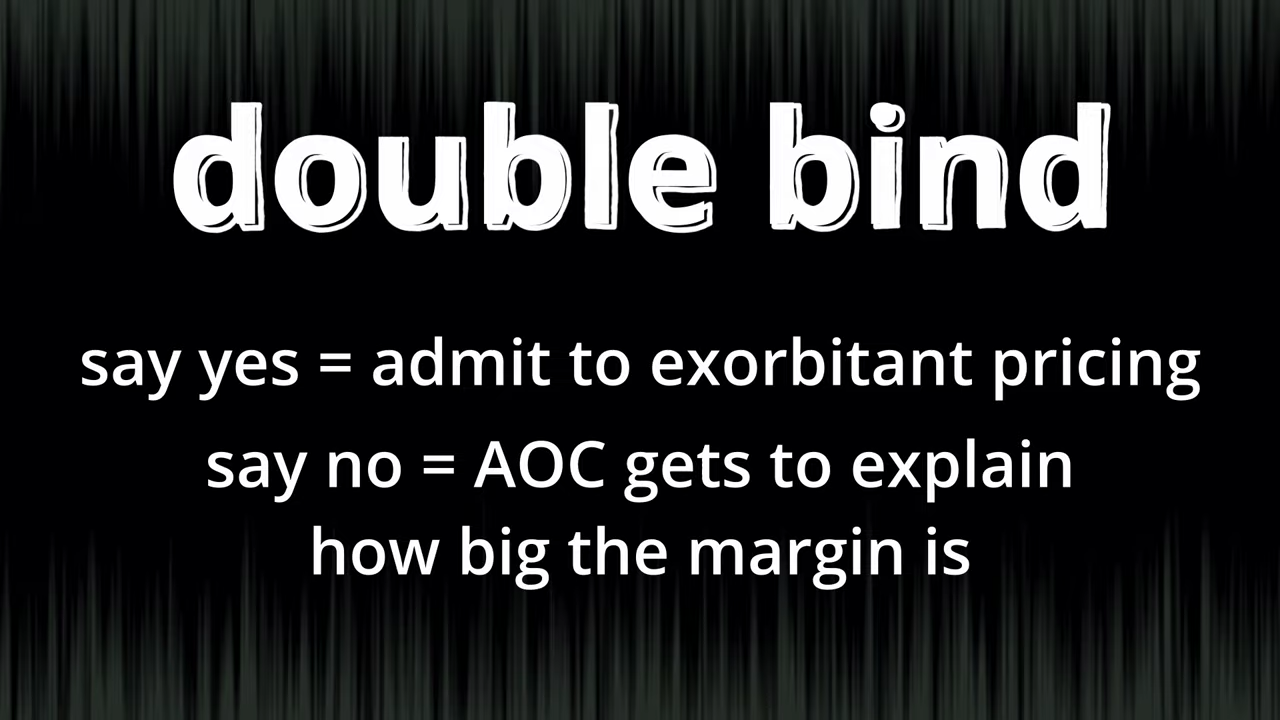 double bind
say yes = admit to exorbitant pricing
say no = AOC gets to explain
how big the margin is